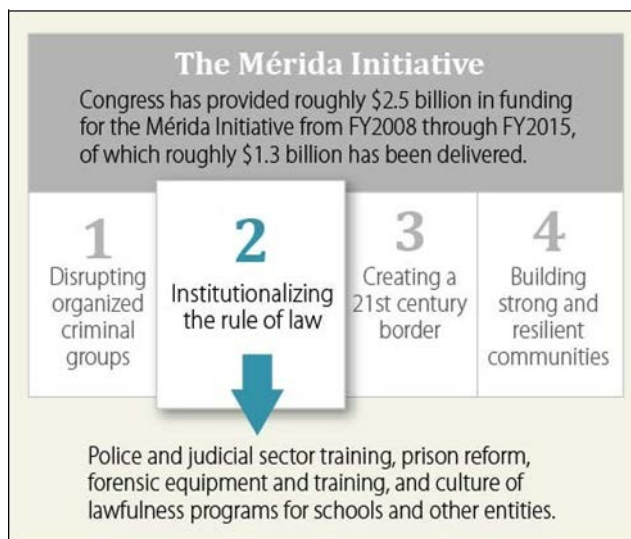 The Mérida Initiative
Congress has provided roughly $2.5 billion in funding
for the Mérida Initiative from FY2008 through FY2015,
of which roughly $1.3 billion has been delivered.
1
Disrupting
organized
criminal
groups
2
Institutionalizing
the rule of law
3
Creating a
21st century
border
4
Building
strong and
resilient
communities
Police and judicial sector training, prison reform,
forensic equipment and training, and culture of
lawfulness programs for schools and other entities.